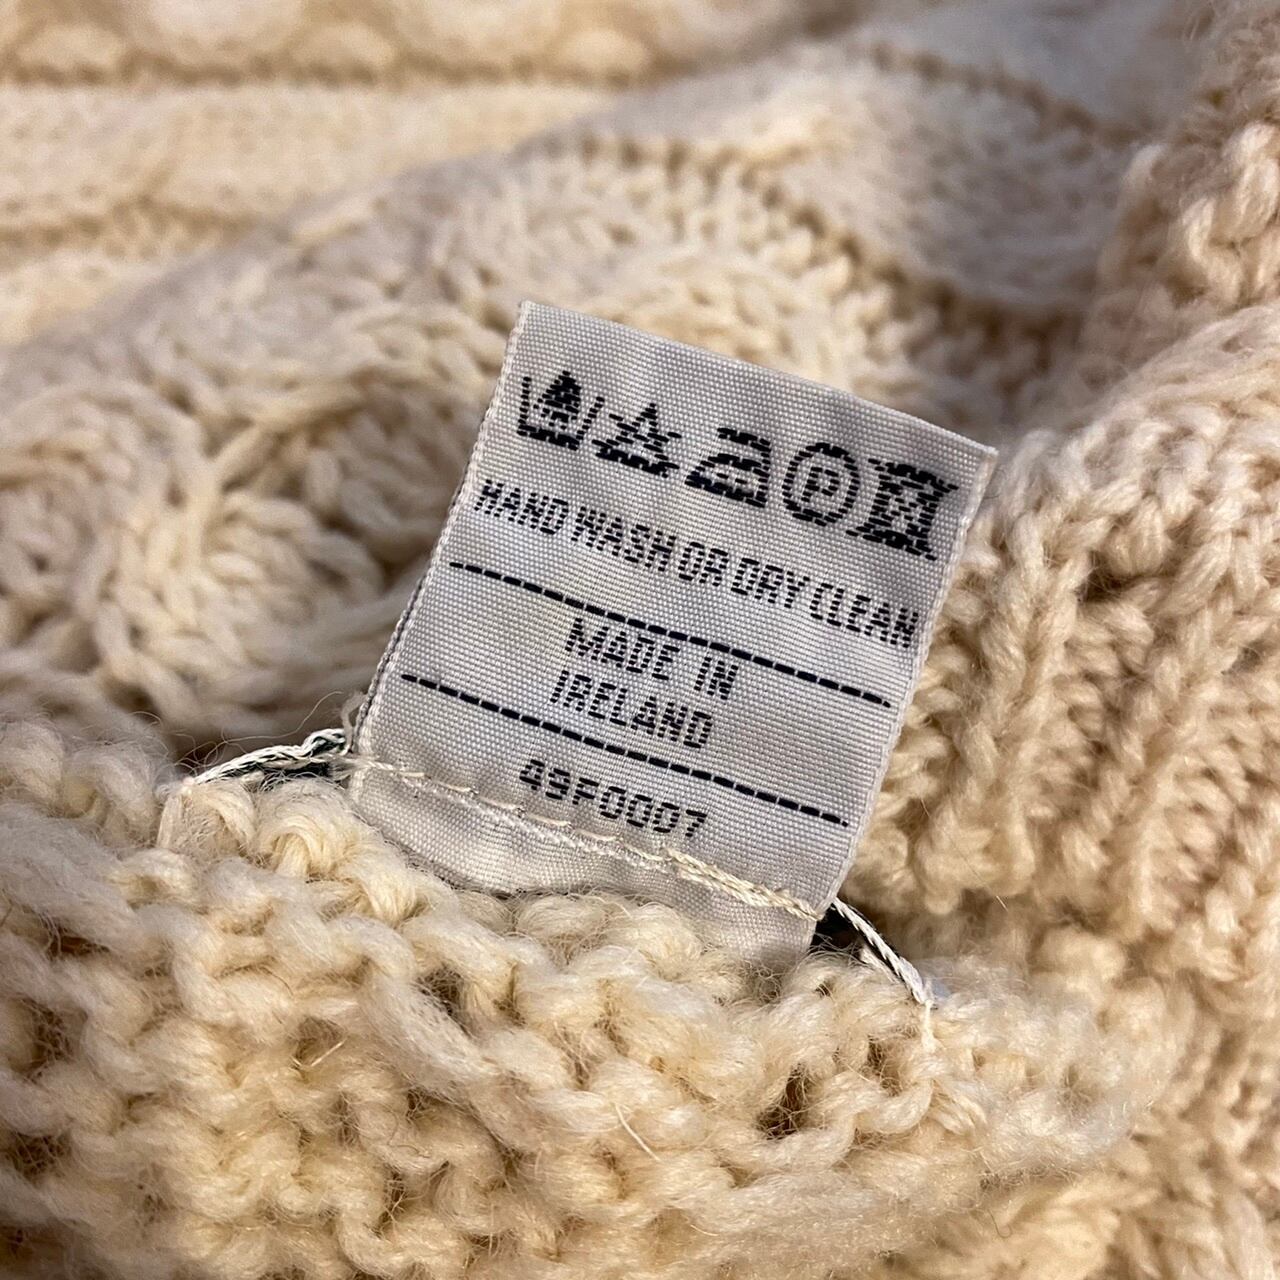 P
HAND WASH OR DRY CLEAN
MADE IN
IRELAND
49F0007